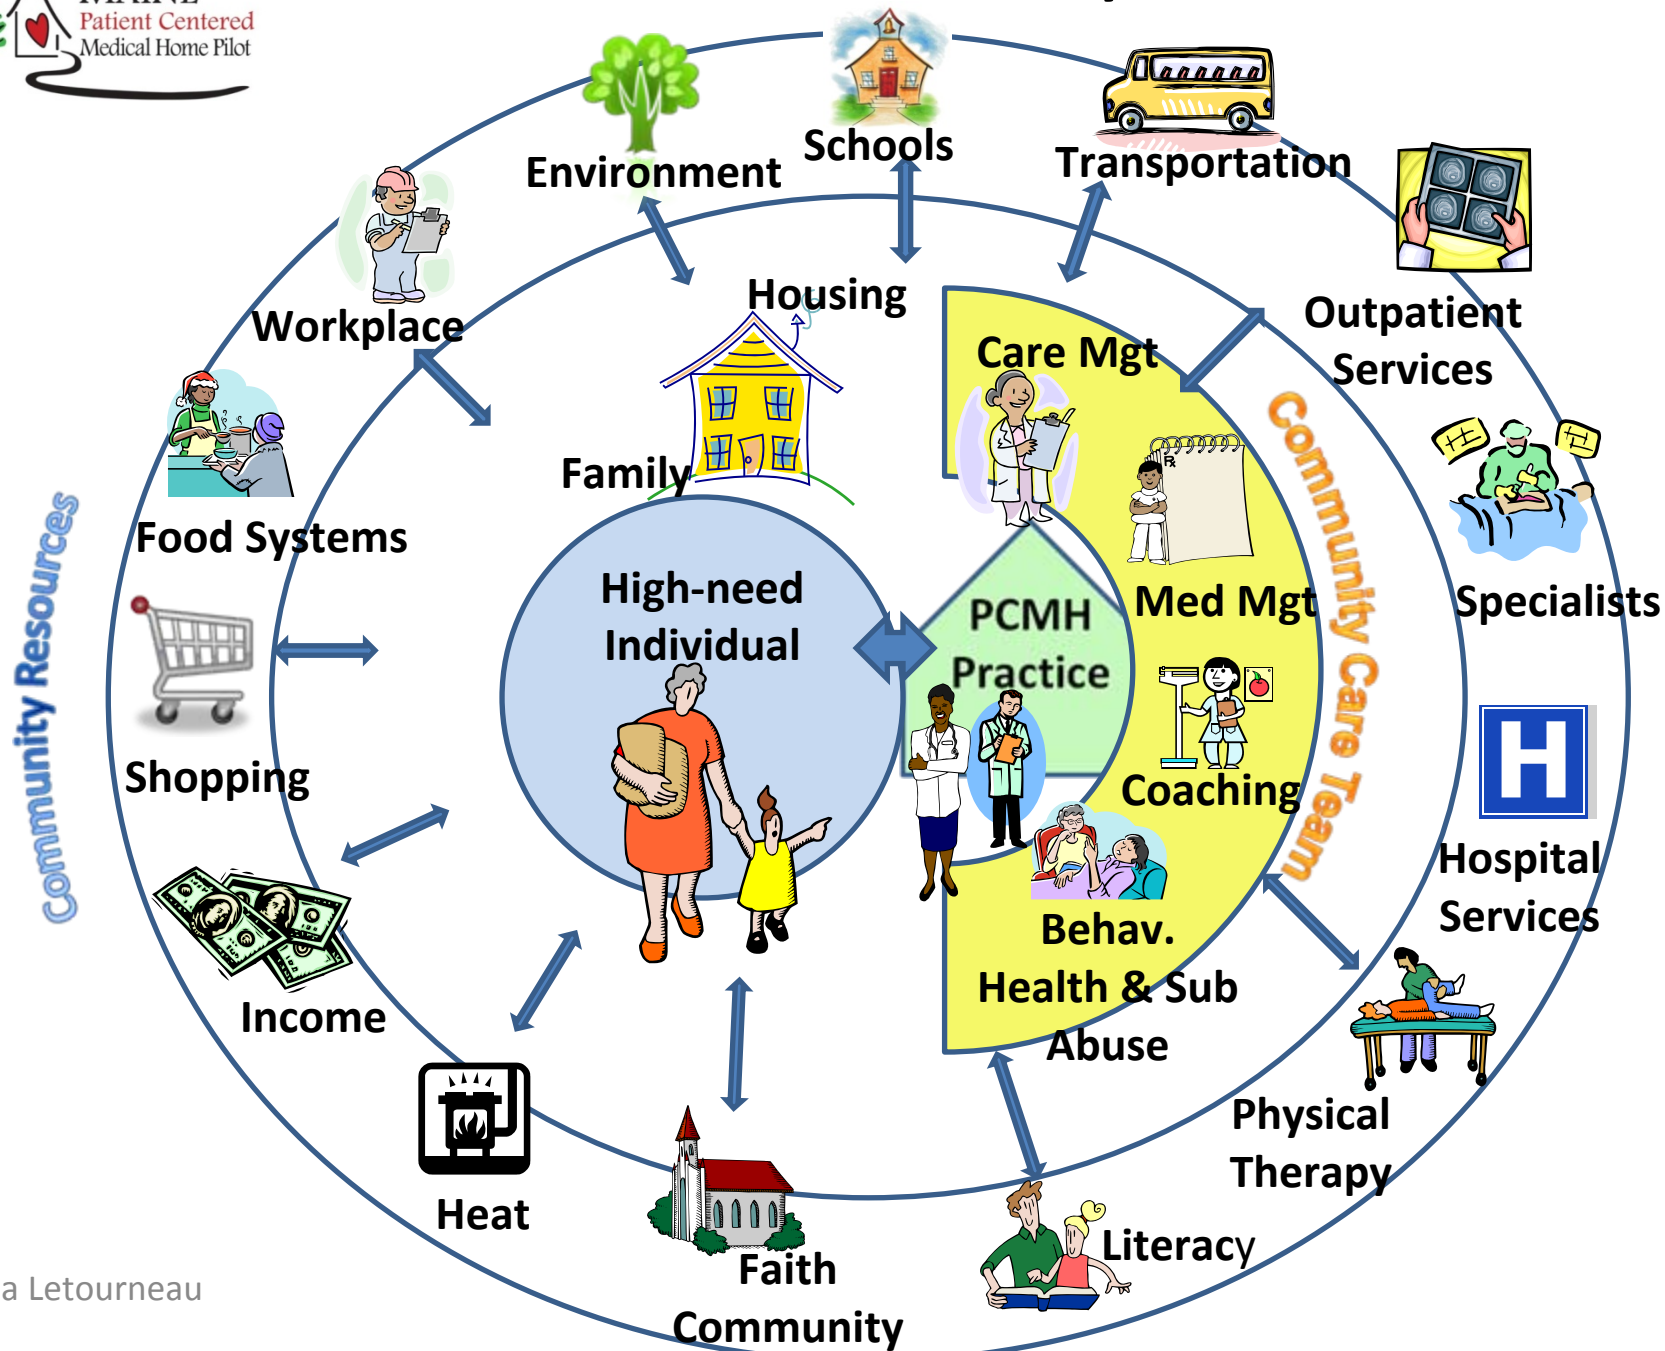 Patient Centered
Medical Home Pilot
Schools
Environment
Transportation
Workplace
Housing
Outpatient
Services
Care Mgt
Family
Food Systems
Community Resources
Community Care Team
High-need
Individual
PCMH
Practice
Rx
Med Mgt
Specialists
Shopping
Coaching
H
Hospital
Services
Behav.
Health & Sub
Abuse
Income
Physical
Therapy
Heat
Literacy
Faith
Community
a Letourneau